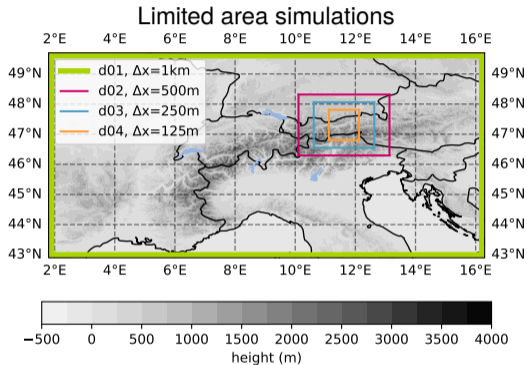 Limited area simulations
2°E 4°E 6°E 8°E 10°E 12°E 14°E 16°E
49°N 49°N
48°N 48°N
47°N 47°N
46°N 46°N
45°N 45°N
44°N 44°N
43°N 43°N
d01, Δx=1km
d02, Δx=500m
d03, Δx=250m
d04, Δx=125m
2°E 4°E 6°E 8°E 10°E 12°E 14°E 16°E
−500 0 500 1000 1500 2000 2500 3000 3500 4000
height (m)